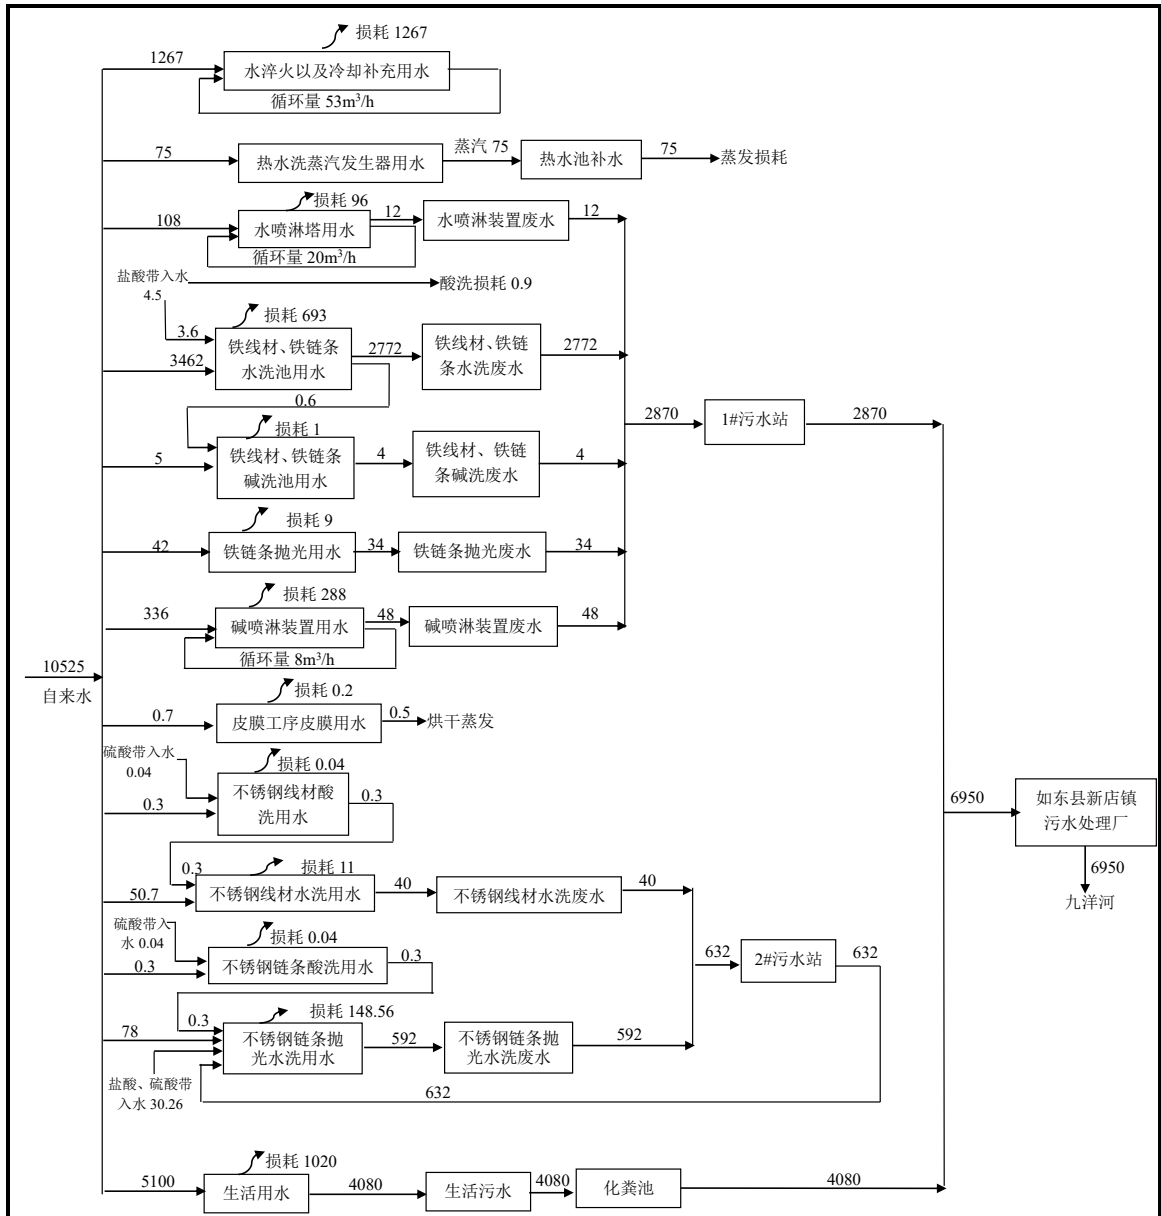 损耗 1267
1267
水淬火以及冷却补充用水
循环量 53m³/h
75
热水洗蒸汽发生器用水
蒸汽 75
热水池补水
75
蒸发损耗
损耗 96
108
水喷淋塔用水
12
水喷淋装置废水
12
循环量 20m³/h
盐酸带入水
4.5
酸洗损耗 0.9
损耗 693
3.6
3462
铁线材、铁链条
水洗池用水
2772
铁线材、铁链
条水洗废水
2772
0.6
2870
1#污水站
2870
损耗 1
5
铁线材、铁链条
碱洗池用水
4
铁线材、铁链
条碱洗废水
4
损耗 9
42
铁链条抛光用水
34
铁链条抛光废水
34
损耗 288
336
碱喷淋装置用水
48
碱喷淋装置废水
48
循环量 8m³/h
10525
自来水
损耗 0.2
0.7
皮膜工序皮膜用水
0.5
烘干蒸发
硫酸带入水
0.04
损耗 0.04
0.3
不锈钢线材酸
洗用水
0.3
6950
如东县新店镇
污水处理厂
6950
九洋河
0.3
损耗 11
50.7
不锈钢线材水洗用水
40
不锈钢线材水洗废水
40
硫酸带入
水 0.04
损耗 0.04
0.3
不锈钢链条酸洗用水
0.3
632
2#污水站
632
0.3
损耗 148.56
78
不锈钢链条抛
光水洗用水
592
不锈钢链条抛
光水洗废水
592
盐酸、硫酸带
入水 30.26
632
损耗 1020
5100
生活用水
4080
生活污水
4080
化粪池
4080